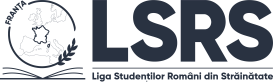 FRANȚA
LSRS
Liga Studenților Români din Străinătate